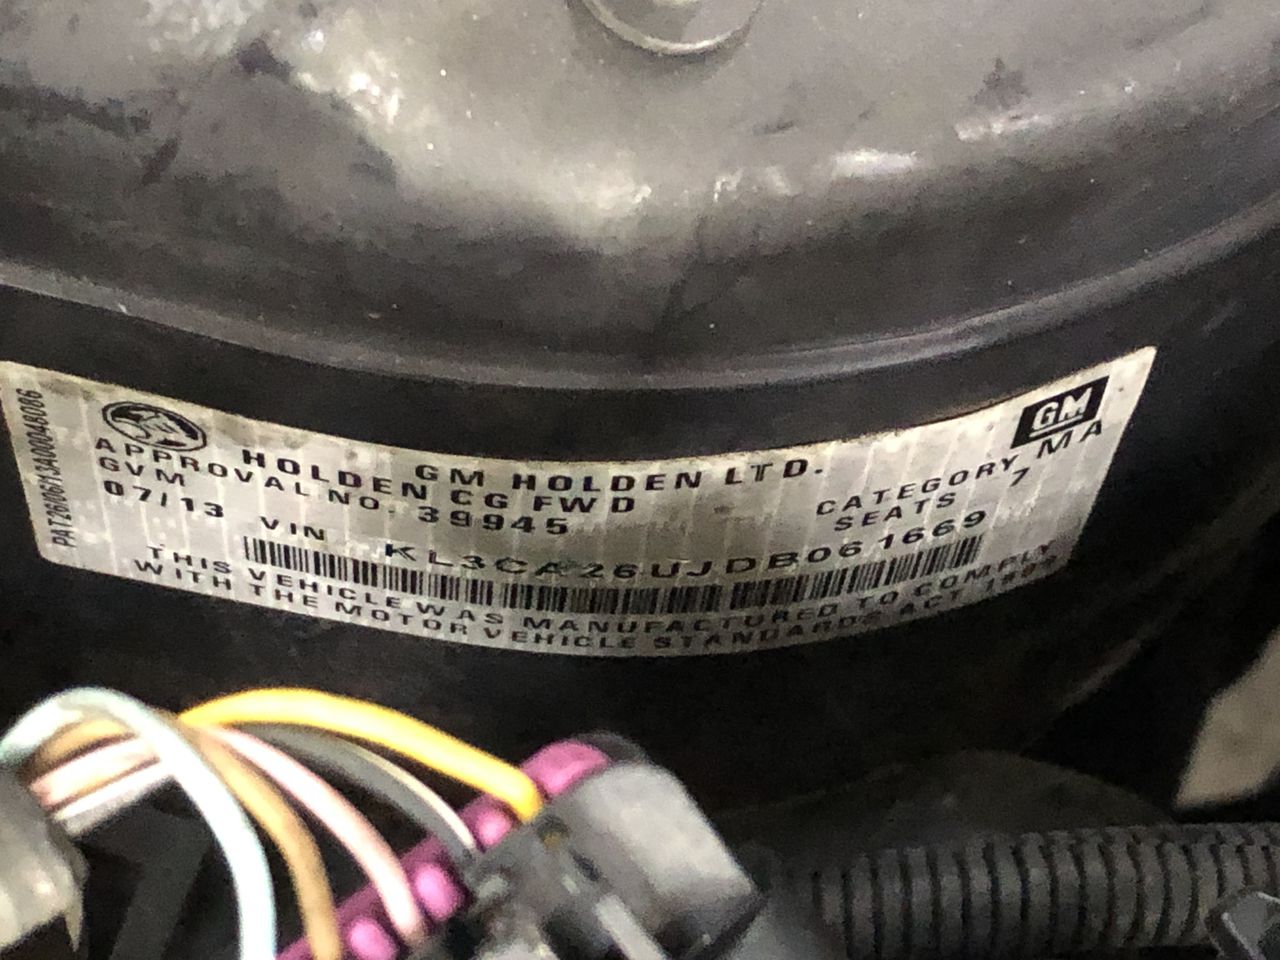 PAT260613A00048086
GM
GM HOLDEN LTD.
HOLDEN CG FWD
CATEGORY MA
APPROVAL NO. 39945
SEATS 7
GVM
07/13 VIN KL3CA26UJDB061669
THIS VEHICLE WAS MANUFACTURED TO COMPLY
WITH THE MOTOR VEHICLE STANDARDS ACT 1989